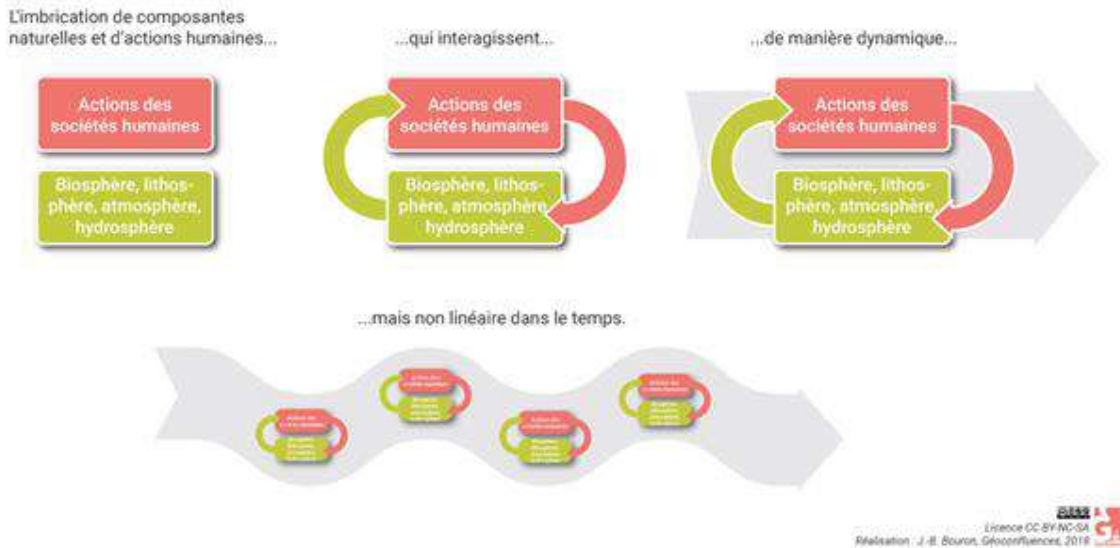 L'imbrication de composantes
naturelles et d'actions humaines...
Actions des
sociétés humaines
Biosphère, lithos-
phère, atmosphère,
hydrosphère
...qui interagissent...
Actions des
sociétés humaines
Biosphère, lithos-
phère, atmosphère,
hydrosphère
...de manière dynamique...
Actions des
sociétés humaines
Biosphère, lithos-
phère, atmosphère,
hydrosphère
...mais non linéaire dans le temps.
Licence CC-BY-NC-SA
Réalisation : J.-B. Bouron, Géoconfluences, 2019